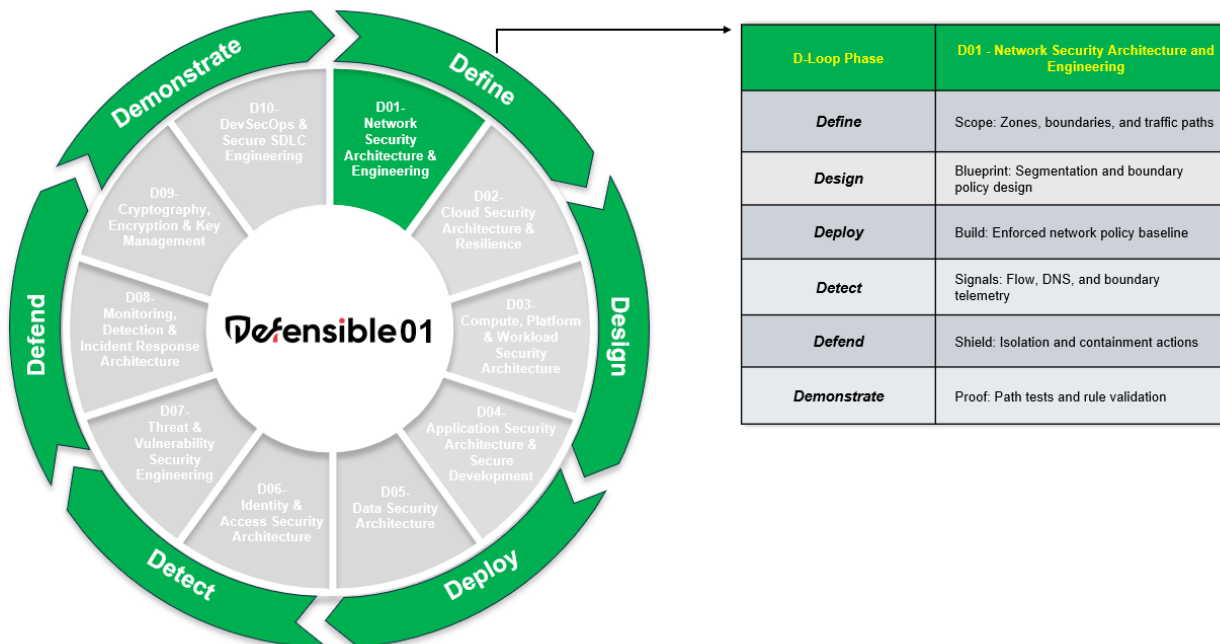 Demonstrate
Define
Design
Deploy
Detect
Defend
D01-
Network
Security
Architecture &
Engineering
D02-
Cloud Security
Architecture
& Resilience
D03-
Compute, Platform
& Workload
Security
Architecture
D04-
Application Security
Architecture &
Secure
Development
D05-
Data Security
Architecture
D06-
Identity &
Access Security
Architecture
D07-
Threat &
Vulnerability
Security
Engineering
D08-
Monitoring,
Detection &
Incident Response
Architecture
D09-
Cryptography,
Encryption & Key
Management
D10-
DevSecOps &
Secure SDLC
Engineering
Defensible01
D-Loop Phase
D01 - Network Security Architecture and
Engineering
Define
Scope: Zones, boundaries, and traffic paths
Design
Blueprint: Segmentation and boundary
policy design
Deploy
Build: Enforced network policy baseline
Detect
Signals: Flow, DNS, and boundary
telemetry
Defend
Shield: Isolation and containment actions
Demonstrate
Proof: Path tests and rule validation